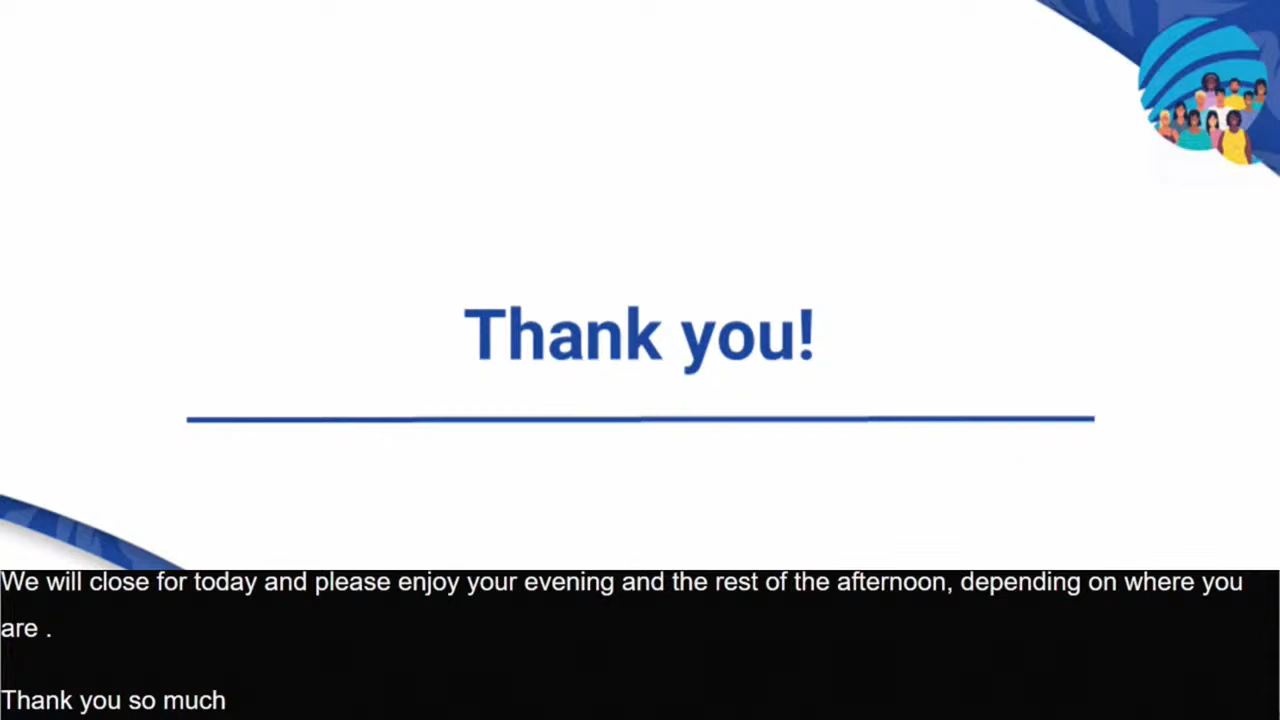 Thank you!
We will close for today and please enjoy your evening and the rest of the afternoon, depending on where you
are .
Thank you so much